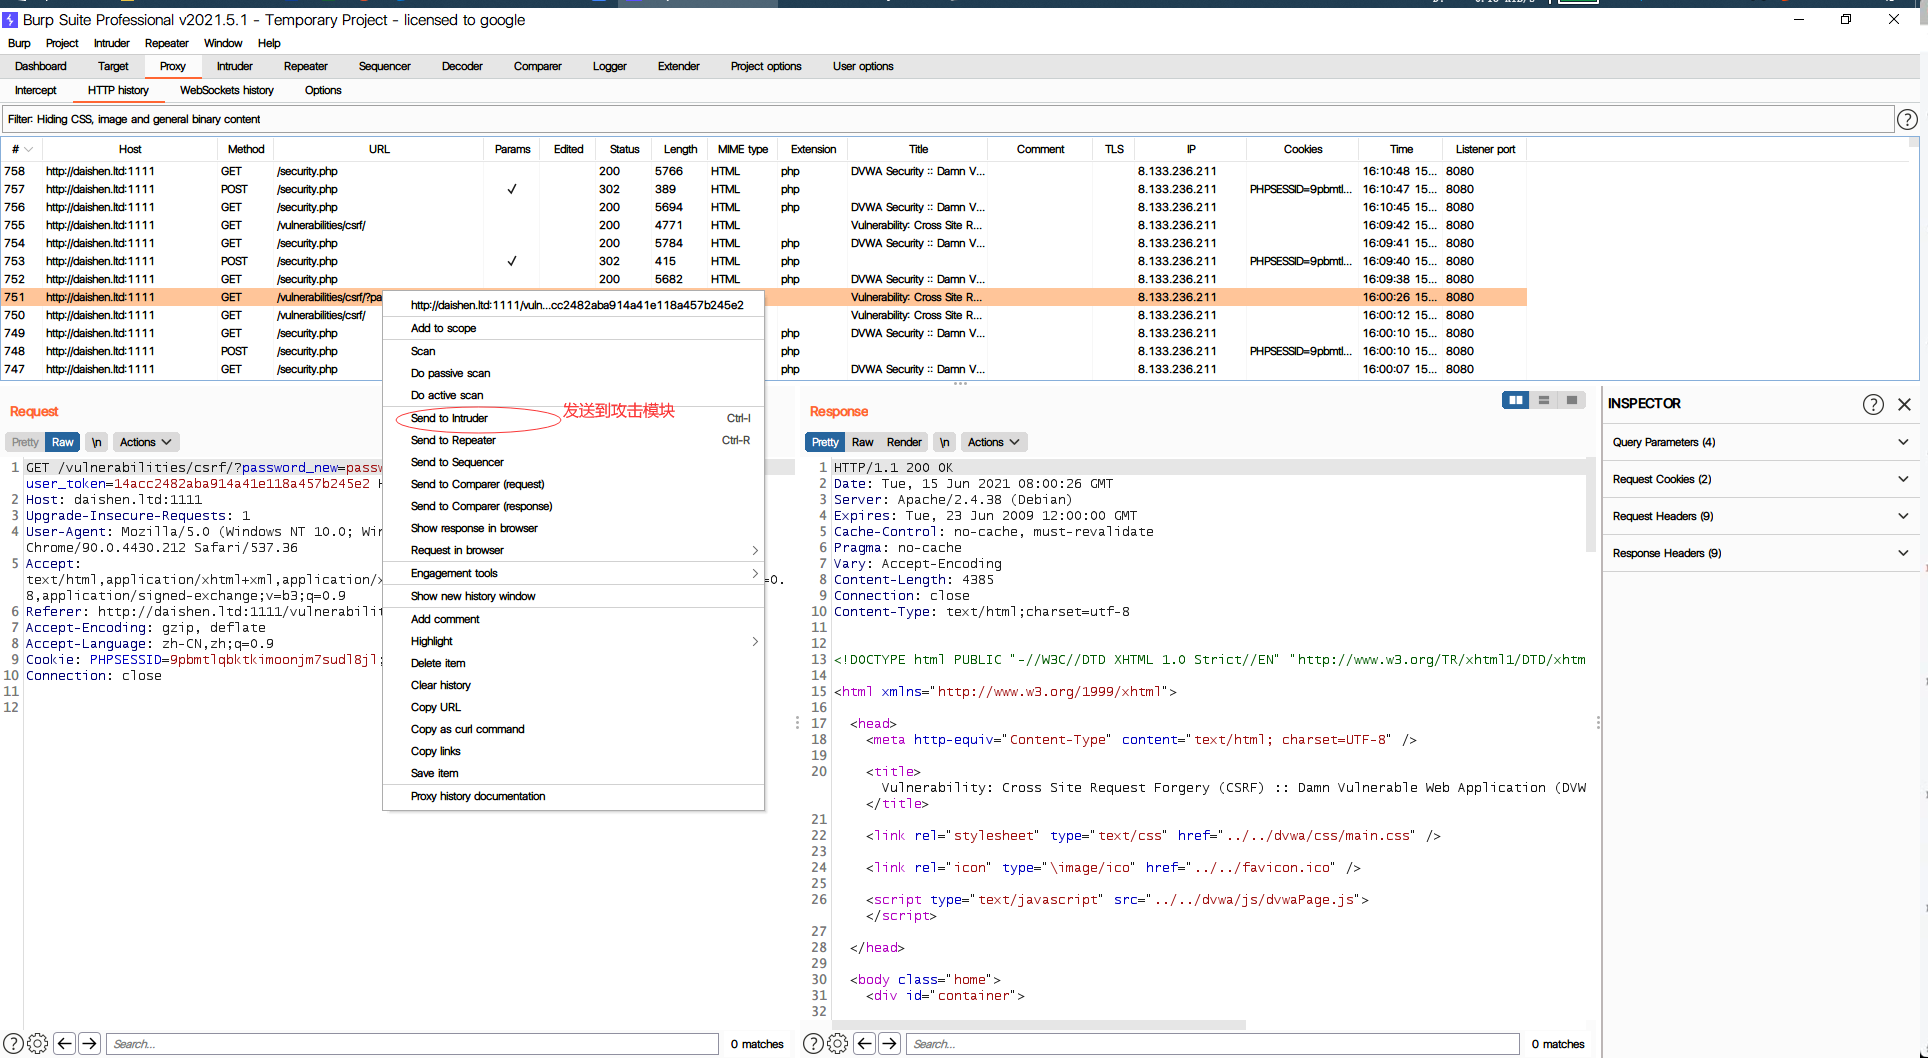 Burp Suite Professional v2021.5.1 - Temporary Project - licensed to google
Burp Project Intruder Repeater Window Help
Dashboard Target Proxy Intruder Repeater Sequencer Decoder Comparer Logger Extender Project options User options
Intercept HTTP history WebSockets history Options
Filter: Hiding CSS, image and general binary content
# Host Method URL Params Edited Status Length MIME type Extension Title Comment TLS IP Cookies Time Listener port
758 http://daishen.ltd:1111 GET /security.php 200 5766 HTML php DVWA Security :: Damn V... 8.133.236.211 16:10:48 15... 8080
757 http://daishen.ltd:1111 POST /security.php ✓ 302 389 HTML php 8.133.236.211 PHPSESSID=9pbmtl... 16:10:47 15... 8080
756 http://daishen.ltd:1111 GET /security.php 200 5694 HTML php DVWA Security :: Damn V... 8.133.236.211 16:10:45 15... 8080
755 http://daishen.ltd:1111 GET /vulnerabilities/csrf/ 200 4771 HTML Vulnerability: Cross Site R... 8.133.236.211 16:09:42 15... 8080
754 http://daishen.ltd:1111 GET /security.php 200 5784 HTML php DVWA Security :: Damn V... 8.133.236.211 16:09:41 15... 8080
753 http://daishen.ltd:1111 POST /security.php ✓ 302 415 HTML php 8.133.236.211 PHPSESSID=9pbmtl... 16:09:40 15... 8080
752 http://daishen.ltd:1111 GET /security.php 200 5682 HTML php DVWA Security :: Damn V... 8.133.236.211 16:09:38 15... 8080
751 http://daishen.ltd:1111 GET /vulnerabilities/csrf/?pa Vulnerability: Cross Site R... 8.133.236.211 16:00:26 15... 8080
750 http://daishen.ltd:1111 GET /vulnerabilities/csrf/ Vulnerability: Cross Site R... 8.133.236.211 16:00:12 15... 8080
749 http://daishen.ltd:1111 GET /security.php php DVWA Security :: Damn V... 8.133.236.211 16:00:10 15... 8080
748 http://daishen.ltd:1111 POST /security.php php 8.133.236.211 PHPSESSID=9pbmtl... 16:00:10 15... 8080
747 http://daishen.ltd:1111 GET /security.php php DVWA Security :: Damn V... 8.133.236.211 16:00:07 15... 8080
http://daishen.ltd:1111/vuln...cc2482aba914a41e118a457b245e2
Add to scope
Scan
Do passive scan
Do active scan
Send to Intruder Ctrl-I
发送到攻击模块
Send to Repeater Ctrl-R
Send to Sequencer
Send to Comparer (request)
Send to Comparer (response)
Show response in browser
Request in browser
Engagement tools
Show new history window
Add comment
Highlight
Delete item
Clear history
Copy URL
Copy as curl command
Copy links
Save item
Proxy history documentation
Request
Pretty Raw \n Actions
1 GET /vulnerabilities/csrf/?password_new=passw
user_token=14acc2482aba914a41e118a457b245e2 H
2 Host: daishen.ltd:1111
3 Upgrade-Insecure-Requests: 1
4 User-Agent: Mozilla/5.0 (Windows NT 10.0; Win
Chrome/90.0.4430.212 Safari/537.36
5 Accept:
text/html,application/xhtml+xml,application/x =0.
8,application/signed-exchange;v=b3;q=0.9
6 Referer: http://daishen.ltd:1111/vulnerabilit
7 Accept-Encoding: gzip, deflate
8 Accept-Language: zh-CN,zh;q=0.9
9 Cookie: PHPSESSID=9pbmtlqbktkimoonjm7sudl8jl;
10 Connection: close
11
12
Search... 0 matches
Response
Pretty Raw Render \n Actions
1 HTTP/1.1 200 OK
2 Date: Tue, 15 Jun 2021 08:00:26 GMT
3 Server: Apache/2.4.38 (Debian)
4 Expires: Tue, 23 Jun 2009 12:00:00 GMT
5 Cache-Control: no-cache, must-revalidate
6 Pragma: no-cache
7 Vary: Accept-Encoding
8 Content-Length: 4385
9 Connection: close
10 Content-Type: text/html;charset=utf-8
11
12
13 <!DOCTYPE html PUBLIC "-//W3C//DTD XHTML 1.0 Strict//EN" "http://www.w3.org/TR/xhtml1/DTD/xhtm
14
15 <html xmlns="http://www.w3.org/1999/xhtml">
16
17 <head>
18 <meta http-equiv="Content-Type" content="text/html; charset=UTF-8" />
19
20 <title>
Vulnerability: Cross Site Request Forgery (CSRF) :: Damn Vulnerable Web Application (DVW
</title>
21
22 <link rel="stylesheet" type="text/css" href="../../dvwa/css/main.css" />
23
24 <link rel="icon" type="\image/ico" href="../../favicon.ico" />
25
26 <script type="text/javascript" src="../../dvwa/js/dvwaPage.js">
</script>
27
28 </head>
29
30 <body class="home">
31 <div id="container">
32
Search... 0 matches
INSPECTOR
Query Parameters (4)
Request Cookies (2)
Request Headers (9)
Response Headers (9)